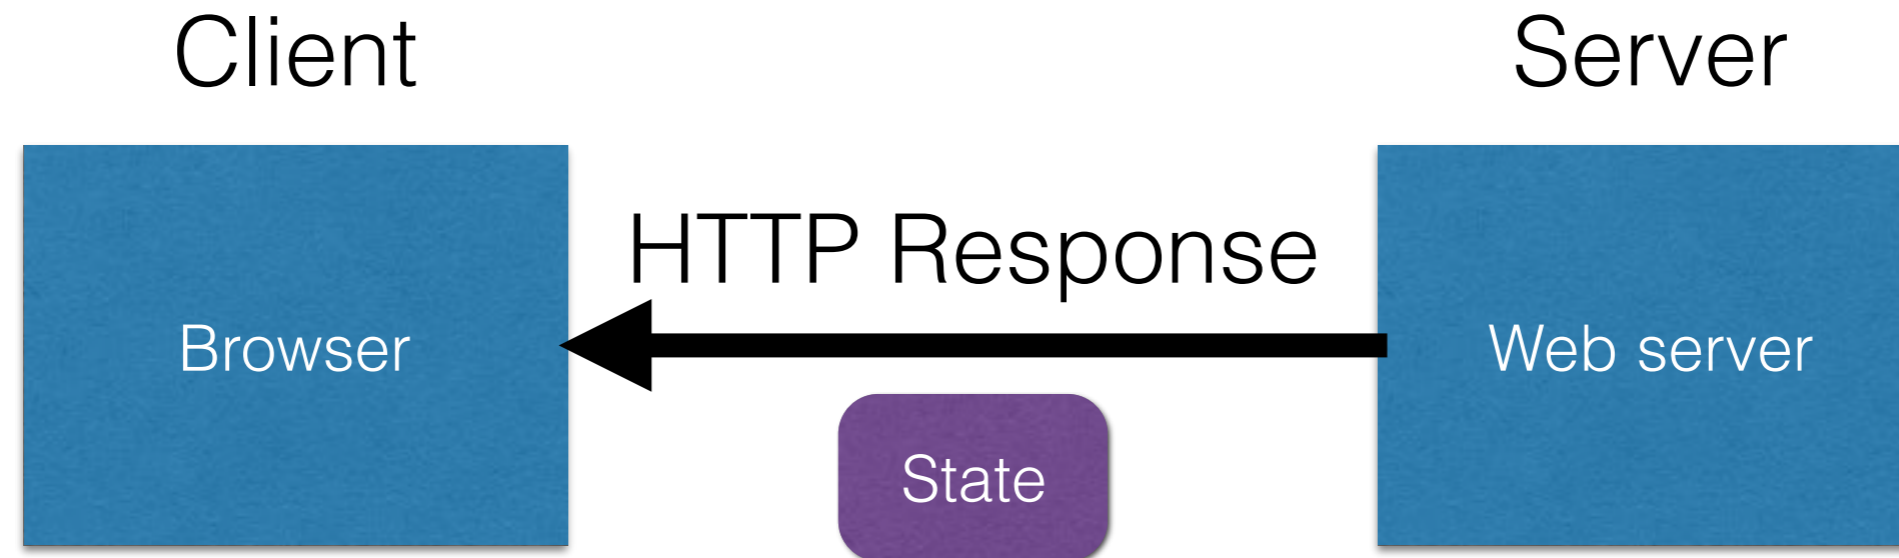 Client
Server
HTTP Response
Browser
Web server
State